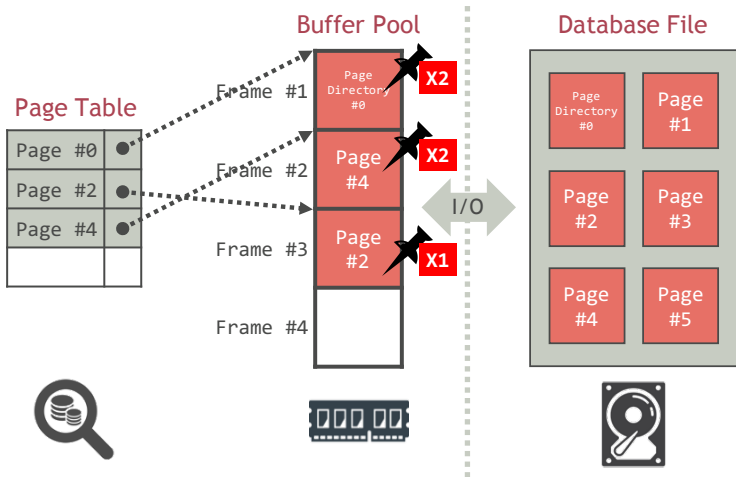 Buffer Pool
Database File
Page Table
Page #0
Page #2
Page #4
Frame #1
Frame #2
Frame #3
Frame #4
Page
Directory
#0
X2
Page
#4
X2
Page
#2
X1
I/O
Page
Directory
#0
Page
#1
Page
#2
Page
#3
Page
#4
Page
#5